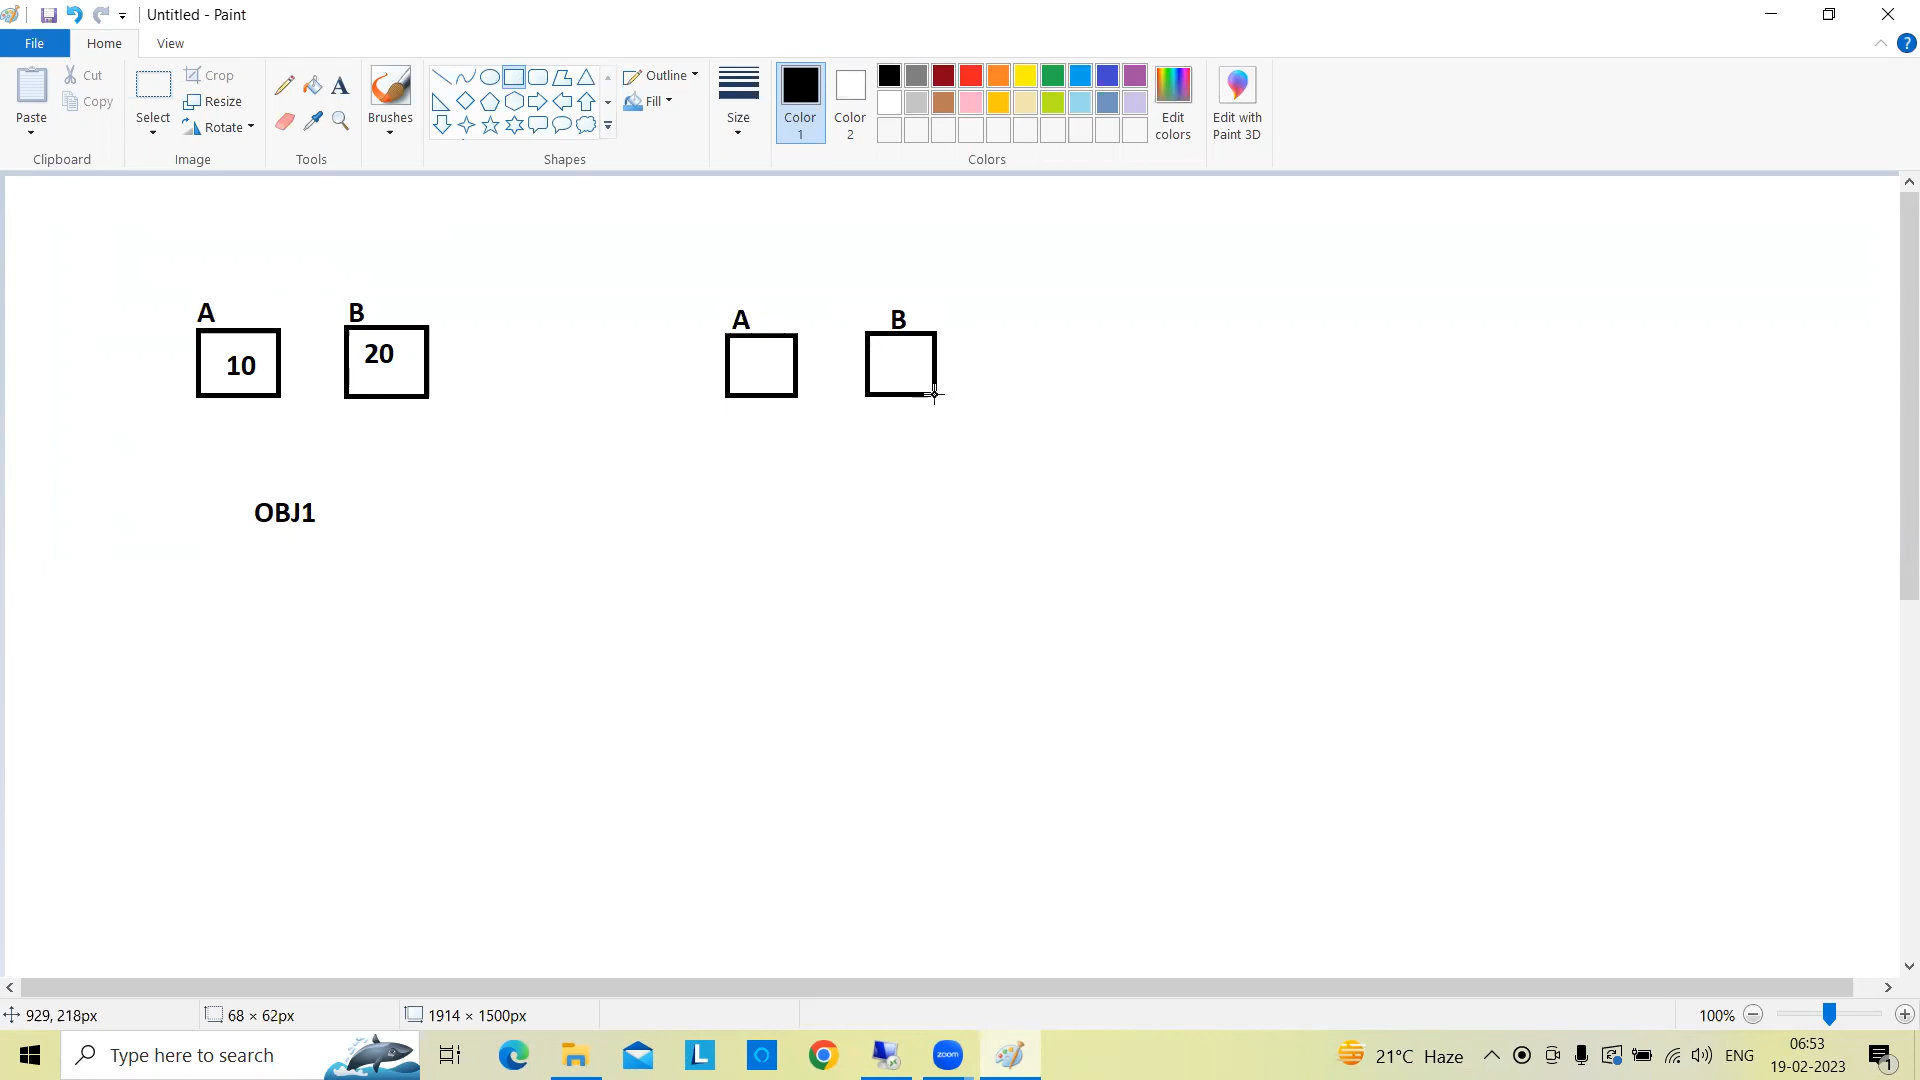 Untitled - Paint
File Home View
Paste
Cut
Copy
Clipboard
Select
Crop
Resize
Rotate
Image
Tools
Brushes
Shapes
Outline
Fill
Size
Color 1
Color 2
Colors
Edit colors
Edit with Paint 3D
A B A B
10 20
OBJ1
929, 218px 68 × 62px 1914 × 1500px 100%
Type here to search
L
zoom
21°C Haze
ENG
06:53
19-02-2023
1